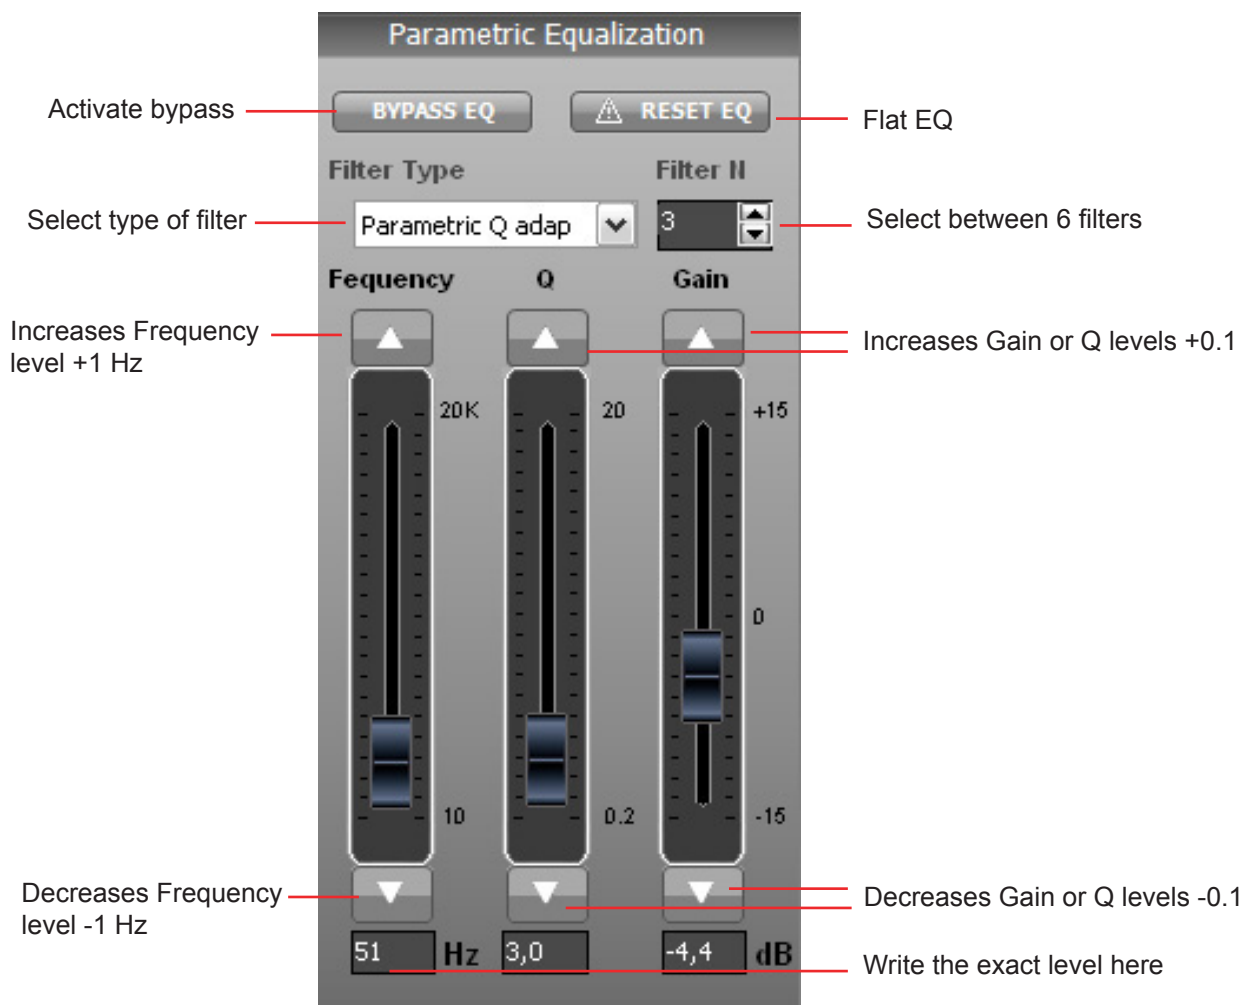 Parametric Equalization
Activate bypass
BYPASS EQ
RESET EQ
Flat EQ
Filter Type
Filter N
Select type of filter
Parametric Q adap
3
Select between 6 filters
Fequency
Q
Gain
Increases Frequency
level +1 Hz
Increases Gain or Q levels +0.1
20K
20
+15
0
10
0.2
-15
Decreases Frequency
level -1 Hz
Decreases Gain or Q levels -0.1
51
Hz
3,0
-4,4
dB
Write the exact level here